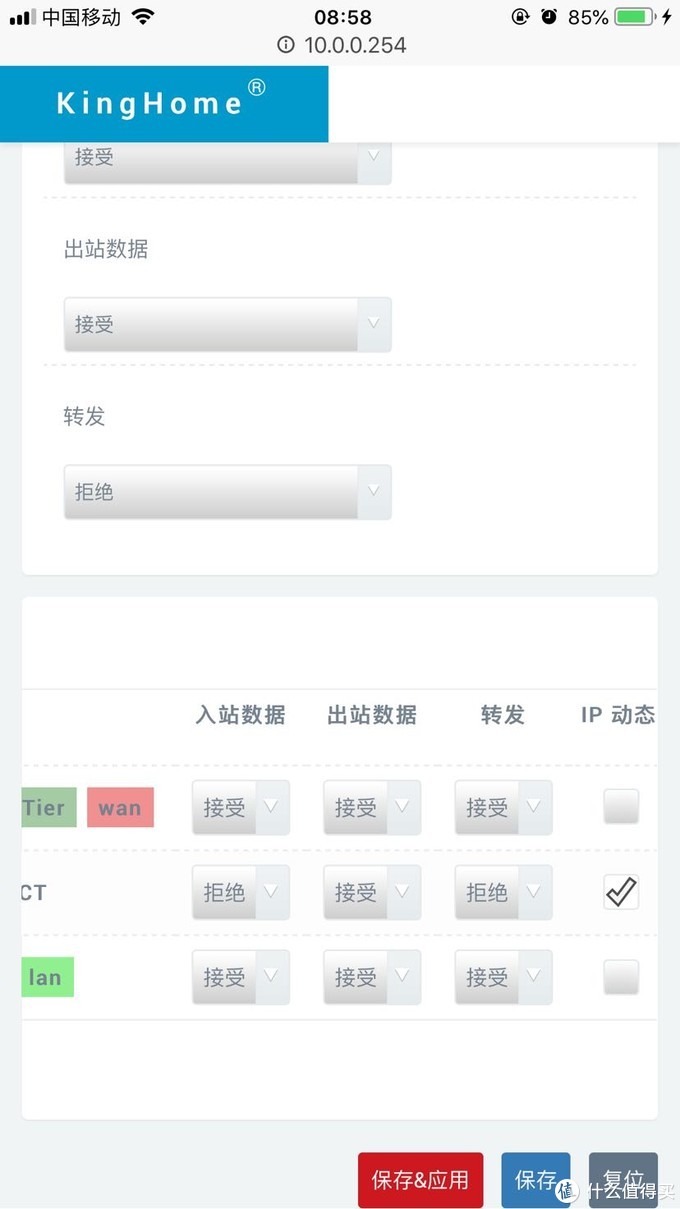 中国移动 08:58 85%
10.0.0.254
KingHome®
接受
出站数据
接受
转发
拒绝
入站数据 出站数据 转发 IP 动态
Tier wan 接受 接受 接受
CT 拒绝 接受 拒绝
lan 接受 接受 接受
保存&应用 保存 复位
值 什么值得买